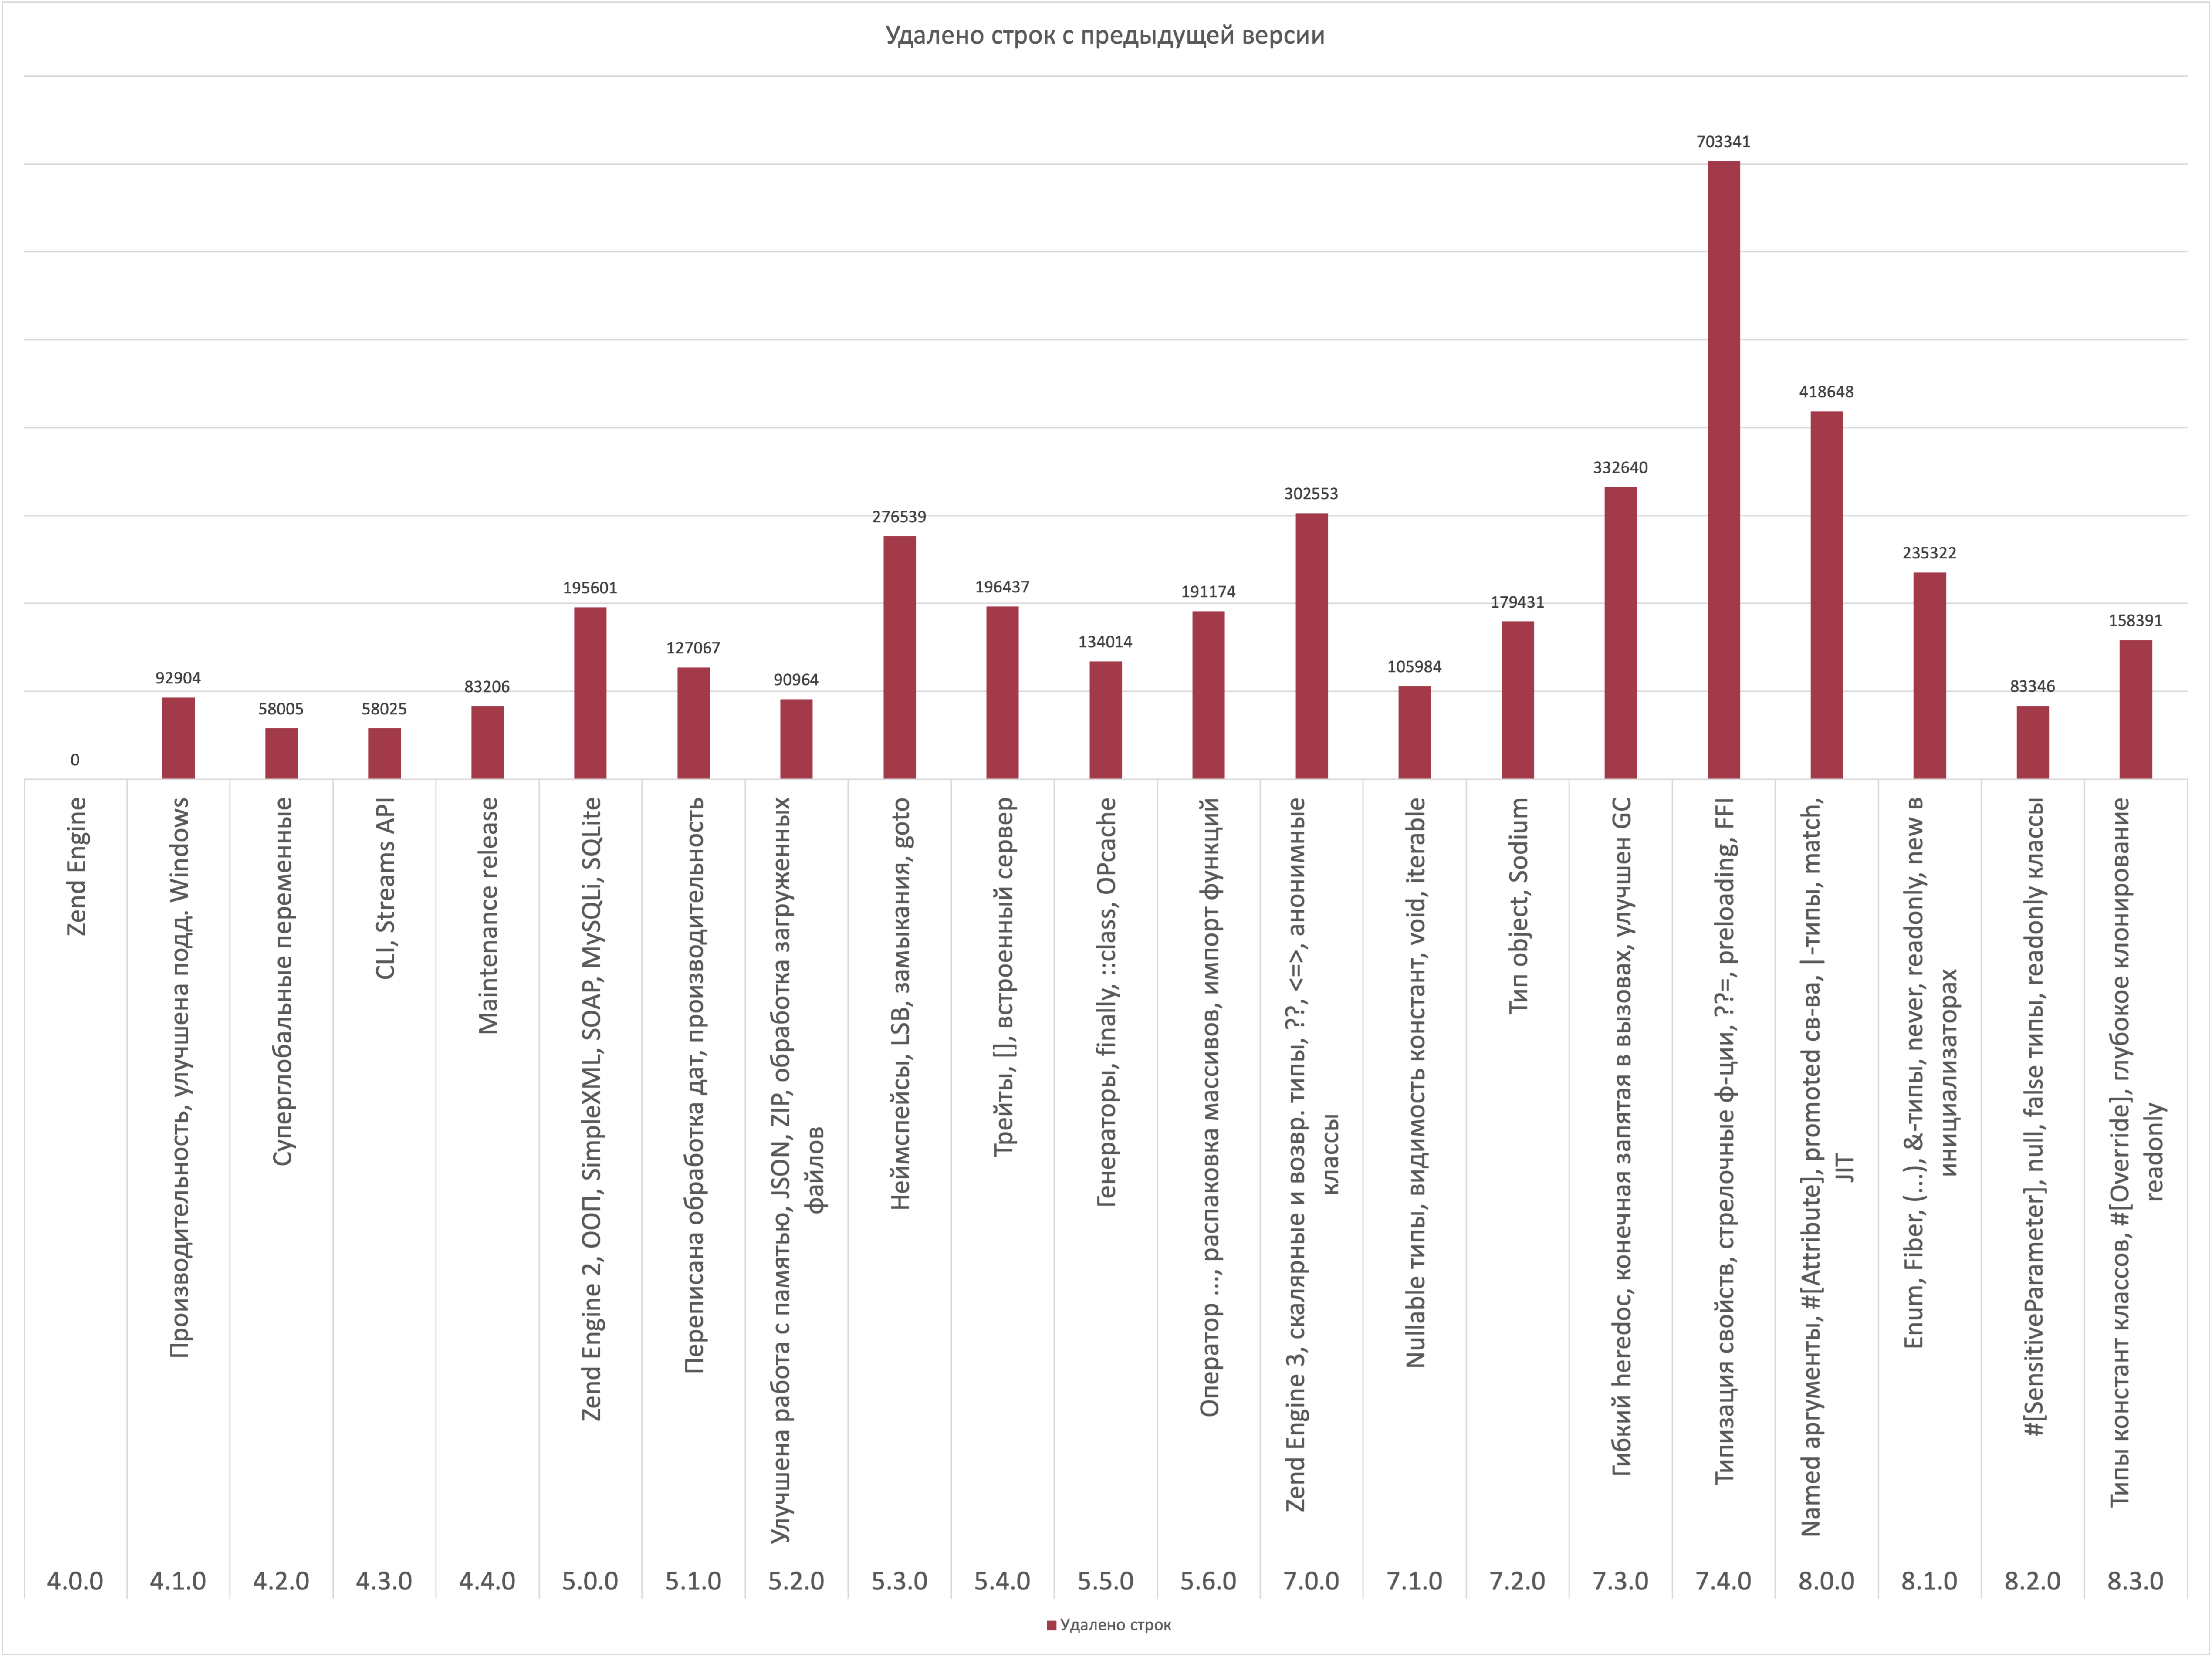 Удалено строк с предыдущей версии
703341
418648
332640
302553
276539
235322
195601
196437
191174
179431
158391
127067
134014
105984
92904
90964
83206
83346
58005
58025
0
Zend Engine
Производительность, улучшена подд. Windows
Суперглобальные переменные
CLI, Streams API
Maintenance release
Zend Engine 2, ООП, SimpleXML, SOAP, MySQLi, SQLite
Переписана обработка дат, производительность
Улучшена работа с памятью, JSON, ZIP, обработка загруженных
файлов
Неймспейсы, LSB, замыкания, goto
Трейты, [], встроенный сервер
Генераторы, finally, ::class, OPcache
Оператор ..., распаковка массивов, импорт функций
Zend Engine 3, скалярные и возвр. типы, ??, <=>, анонимные
классы
Nullable типы, видимость констант, void, iterable
Тип object, Sodium
Гибкий heredoc, конечная запятая в вызовах, улучшен GC
Типизация свойств, стрелочные ф-ции, ??=, preloading, FFI
Named аргументы, #[Attribute], promoted св-ва, |-типы, match,
JIT
Enum, Fiber, (...), &-типы, never, readonly, new в
инициализаторах
#[SensitiveParameter], null, false типы, readonly классы
Типы констант классов, #[Override], глубокое клонирование
readonly
4.0.0 4.1.0 4.2.0 4.3.0 4.4.0 5.0.0 5.1.0 5.2.0 5.3.0 5.4.0 5.5.0 5.6.0 7.0.0 7.1.0 7.2.0 7.3.0 7.4.0 8.0.0 8.1.0 8.2.0 8.3.0
Удалено строк